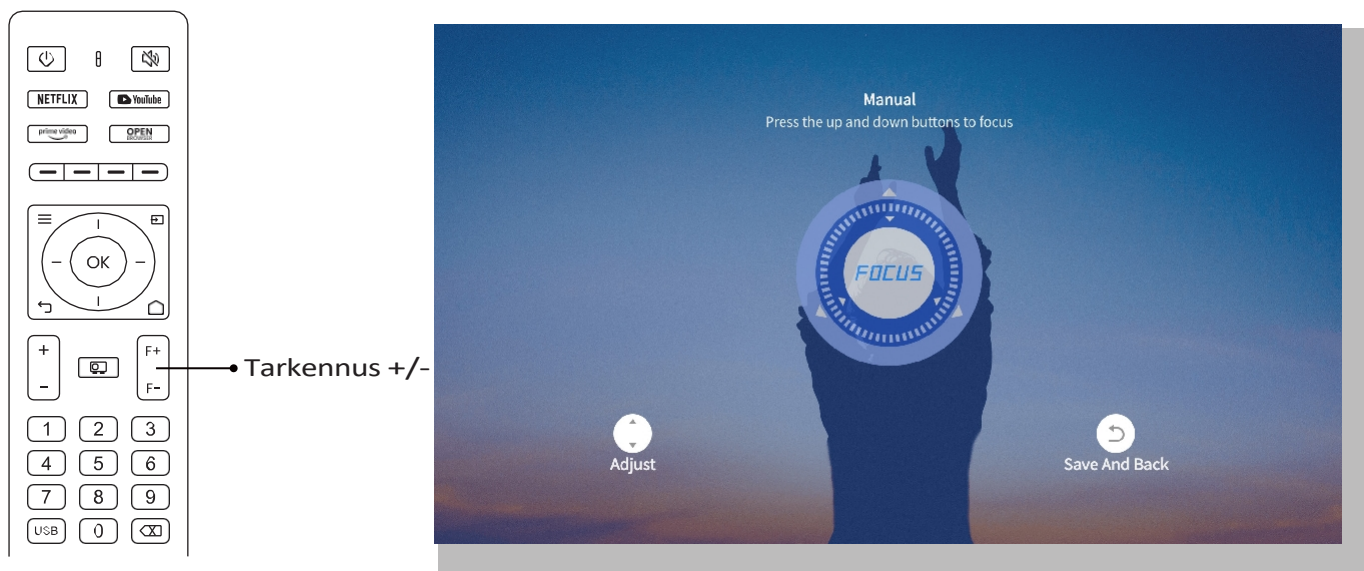 NETFLIX
YouTube
prime video
OPEN
BROWSER
OK
+
F+
Tarkennus +/-
-
F-
1 2 3
4 5 6
7 8 9
USB 0
Manual
Press the up and down buttons to focus
FOCUS
Adjust
Save And Back